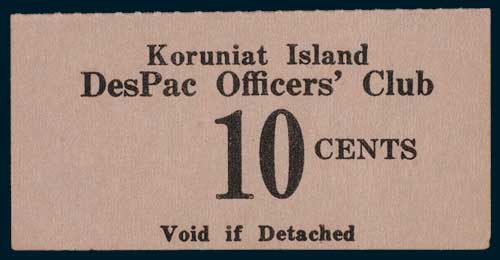 Koruniat Island
DesPac Officers' Club
10 CENTS
Void if Detached